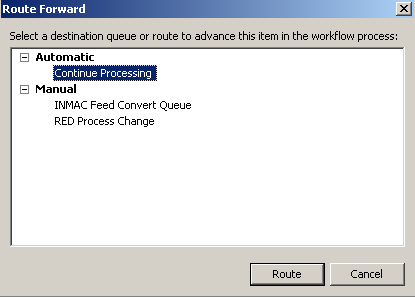 Route Forward
Select a destination queue or route to advance this item in the workflow process:
Automatic
Continue Processing
Manual
INMAC Feed Convert Queue
RED Process Change
Route Cancel